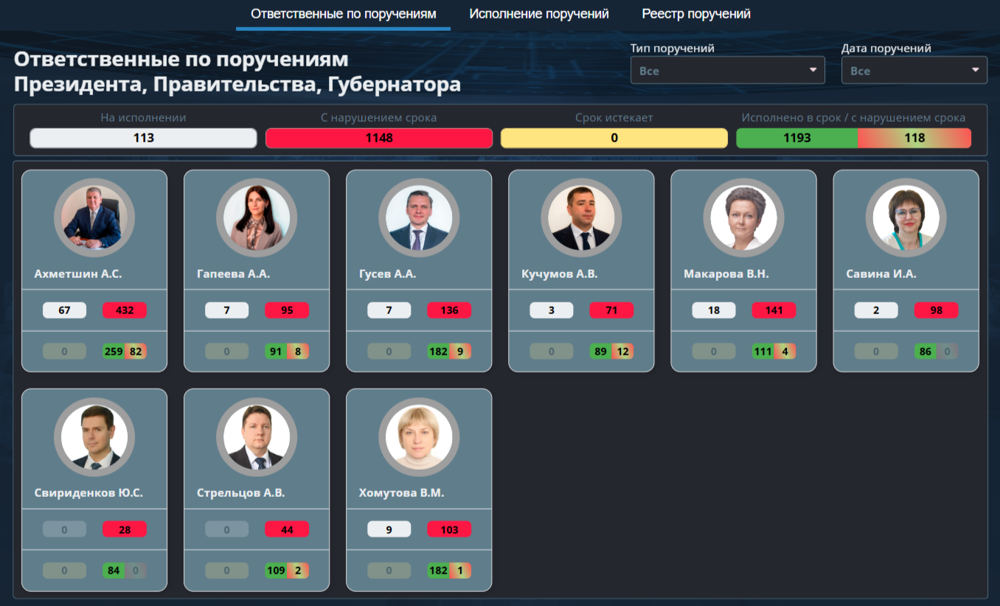 Ответственные по поручениям Исполнение поручений Реестр поручений
Ответственные по поручениям
Президента, Правительства, Губернатора
Тип поручений Дата поручений
Все Все
На исполнении С нарушением срока Срок истекает Исполнено в срок / с нарушением срока
113 1148 0 1193 118
Ахметшин А.С. Гапеева А.А. Гусев А.А. Кучумов А.В. Макарова В.Н. Савина И.А.
67 432 7 95 7 136 3 71 18 141 2 98
0 259 82 0 91 8 0 182 9 0 89 12 0 111 4 0 86 0
Свириденков Ю.С. Стрельцов А.В. Хомутова В.М.
0 28 0 44 9 103
0 84 0 0 109 2 0 182 1